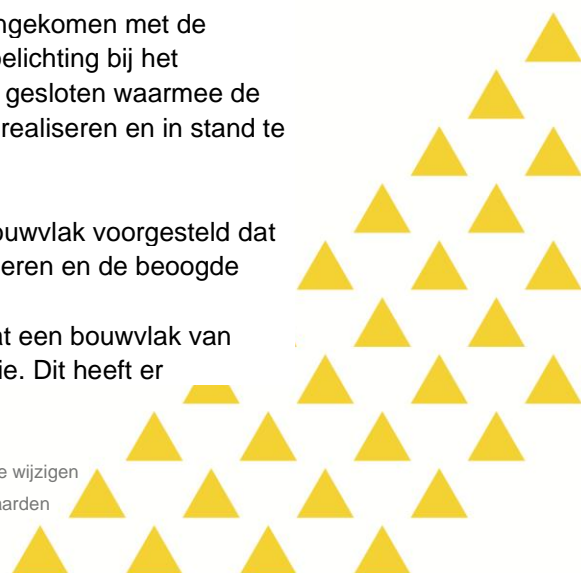 ngekomen met de
elichting bij het
gesloten waarmee de
realiseren en in stand te
ouwvlak voorgesteld dat
eren en de beoogde
at een bouwvlak van
ie. Dit heeft er
e wijzigen
arden